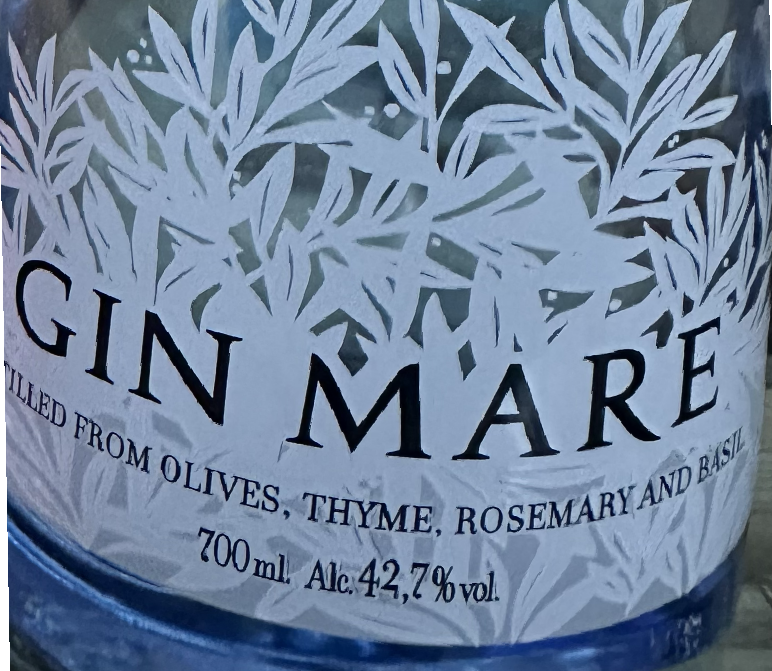 GIN MARE
TILLED FROM OLIVES, THYME, ROSEMARY AND BASIL
700 ml. Alc. 42,7% vol.